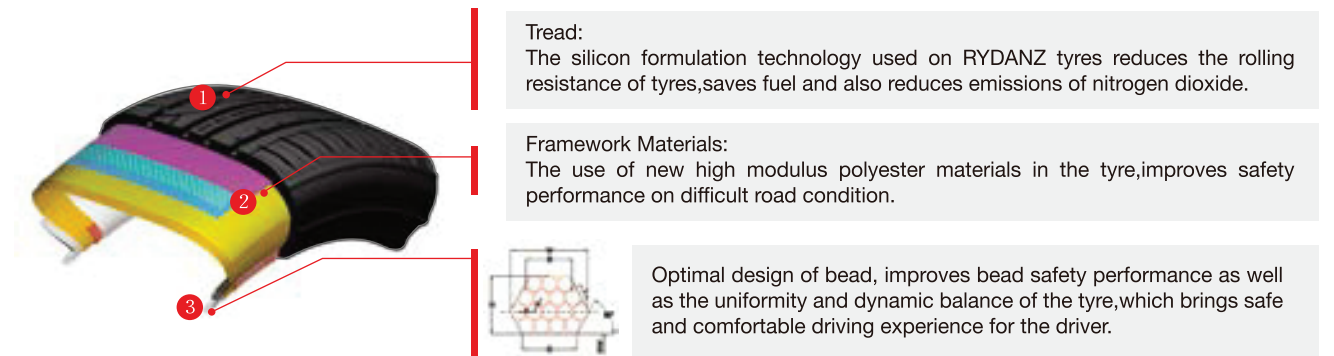 1
Tread:
The silicon formulation technology used on RYDANZ tyres reduces the rolling
resistance of tyres,saves fuel and also reduces emissions of nitrogen dioxide.
2
Framework Materials:
The use of new high modulus polyester materials in the tyre,improves safety
performance on difficult road condition.
3
Optimal design of bead, improves bead safety performance as well
as the uniformity and dynamic balance of the tyre,which brings safe
and comfortable driving experience for the driver.